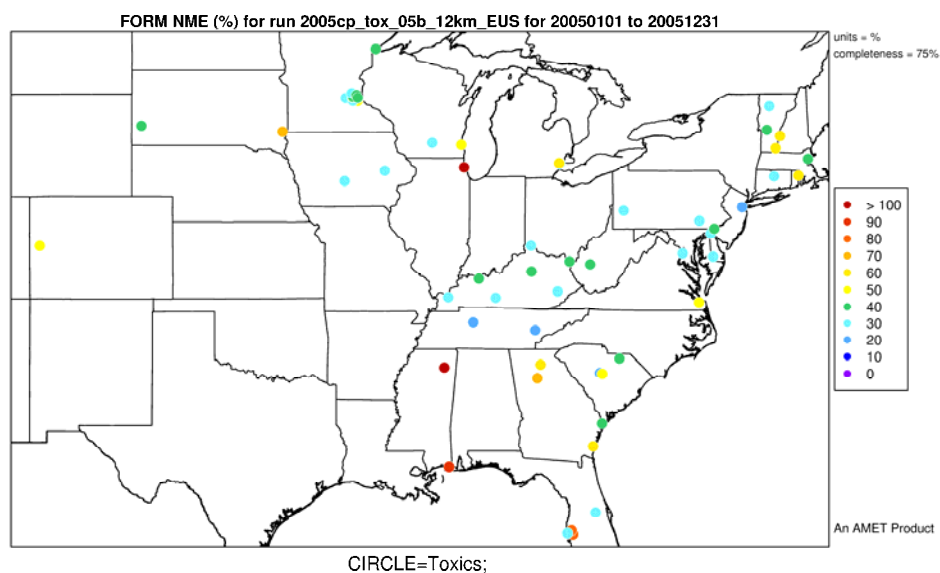 FORM NME (%) for run 2005cp_tox_05b_12km_EUS for 20050101 to 20051231
units = %
completeness = 75%
> 100
90
80
70
60
50
40
30
20
10
0
An AMET Product
CIRCLE=Toxics;